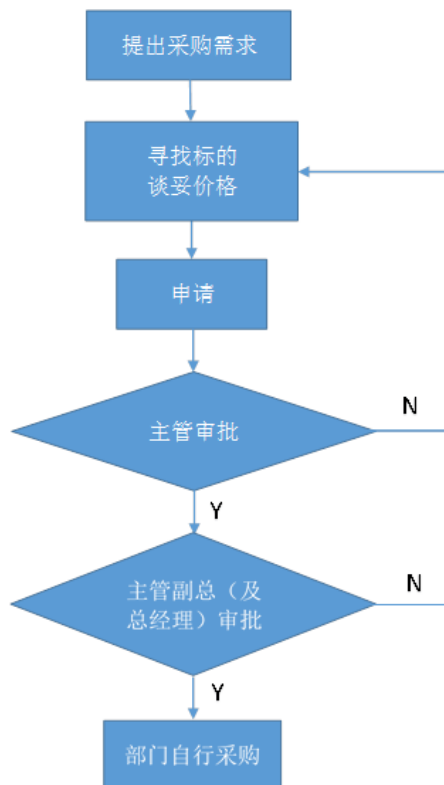 提出采购需求
寻找标的
谈妥价格
申请
主管审批
N
Y
主管副总（及
总经理）审批
N
Y
部门自行采购